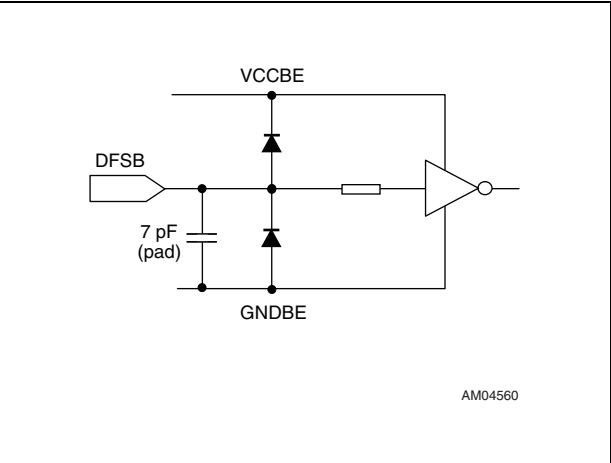 VCCBE
DFSB
7 pF
(pad)
GNDBE
AM04560